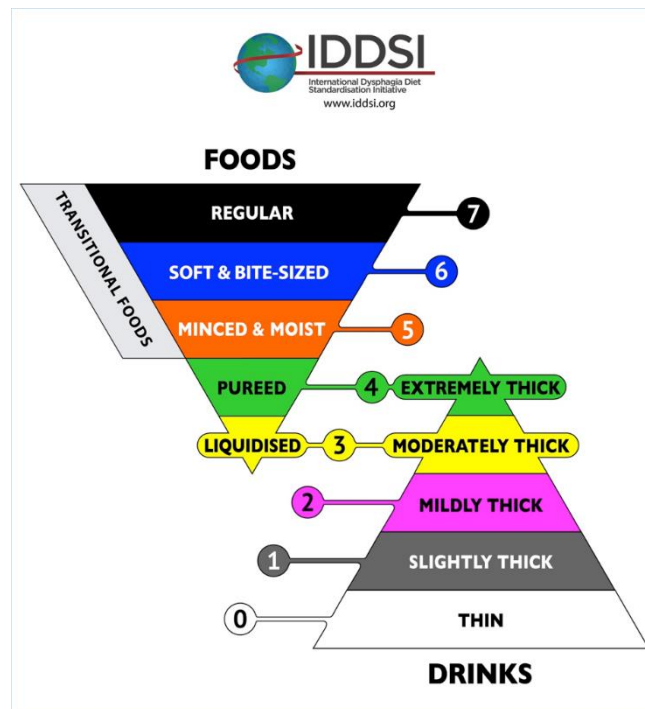 IDDSI
International Dysphagia Diet
Standardisation Initiative
www.iddsi.org
FOODS
TRANSITIONAL FOODS
REGULAR
7
SOFT & BITE-SIZED
6
MINCED & MOIST
5
PUREED
4
EXTREMELY THICK
LIQUIDISED
3
MODERATELY THICK
2
MILDLY THICK
1
SLIGHTLY THICK
0
THIN
DRINKS